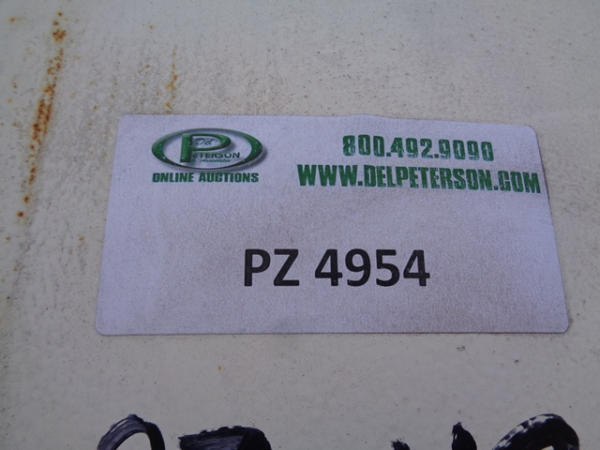 Del
PETERSON
ONLINE AUCTIONS
800.492.9090
WWW.DELPETERSON.COM
PZ 4954